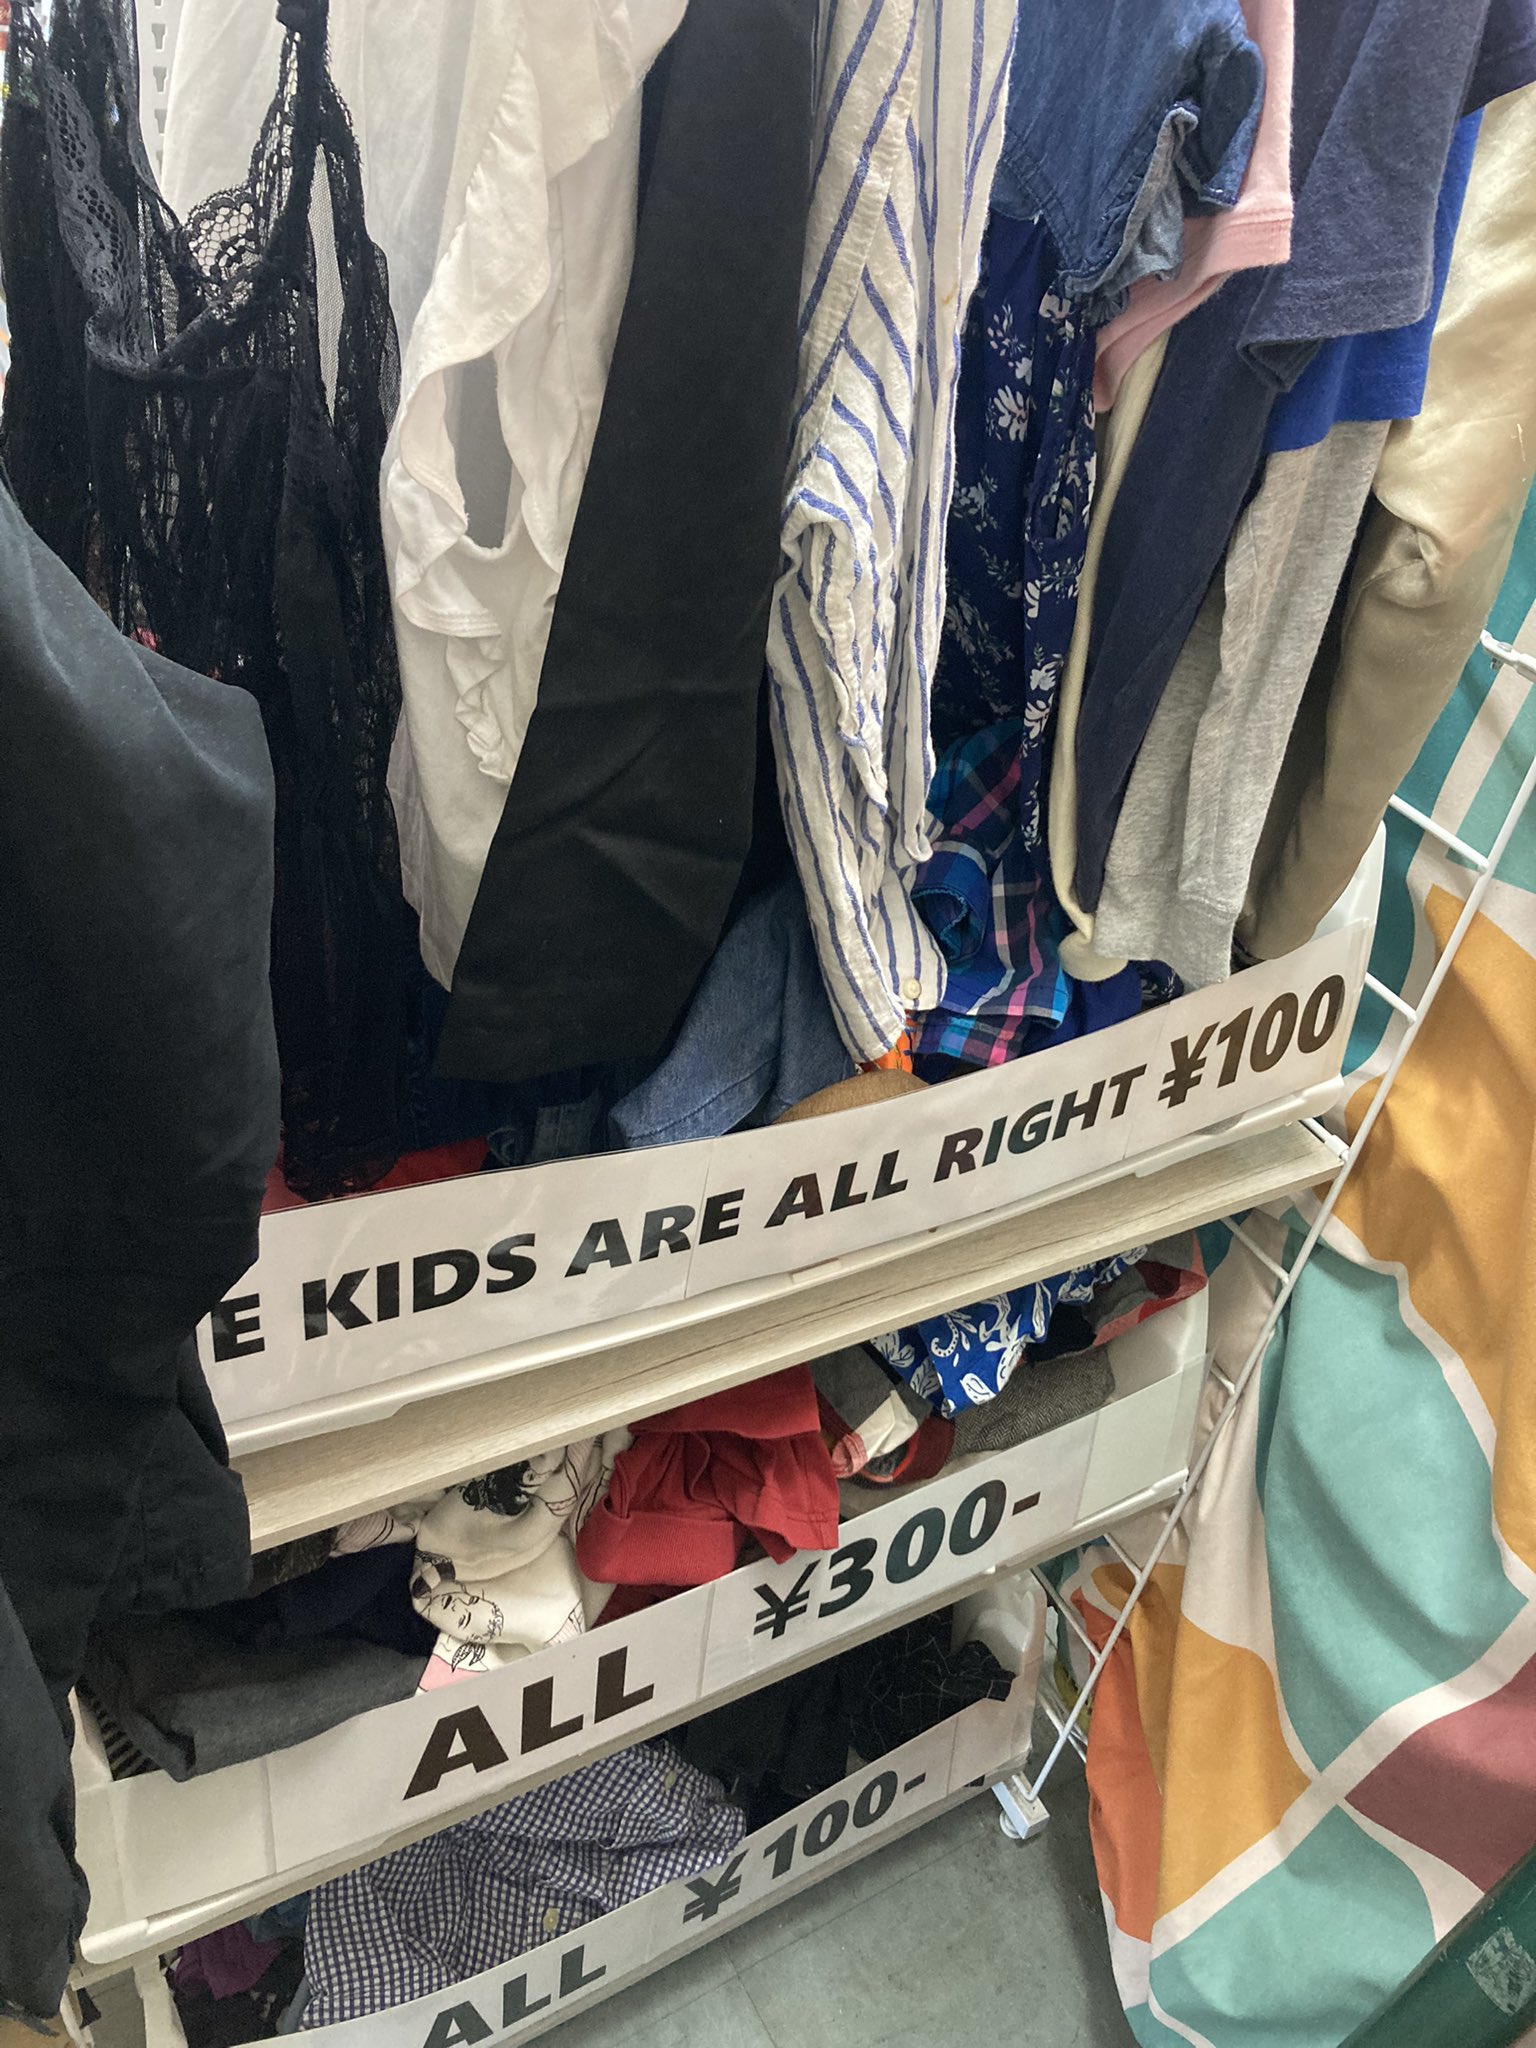 E KIDS ARE ALL RIGHT ¥100
ALL ¥300-
ALL ¥100-